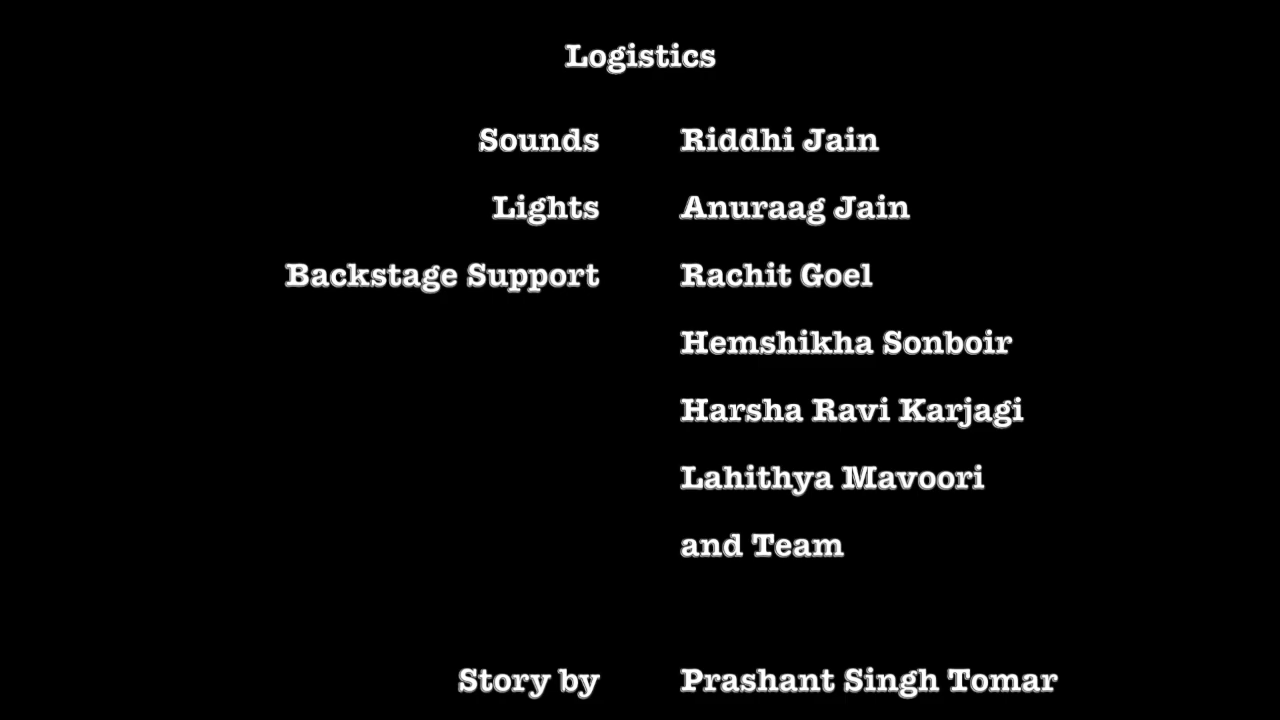 Logistics
Sounds Riddhi Jain
Lights Anuraag Jain
Backstage Support Rachit Goel
Hemshikha Sonboir
Harsha Ravi Karjagi
Lahithya Mavoori
and Team
Story by Prashant Singh Tomar